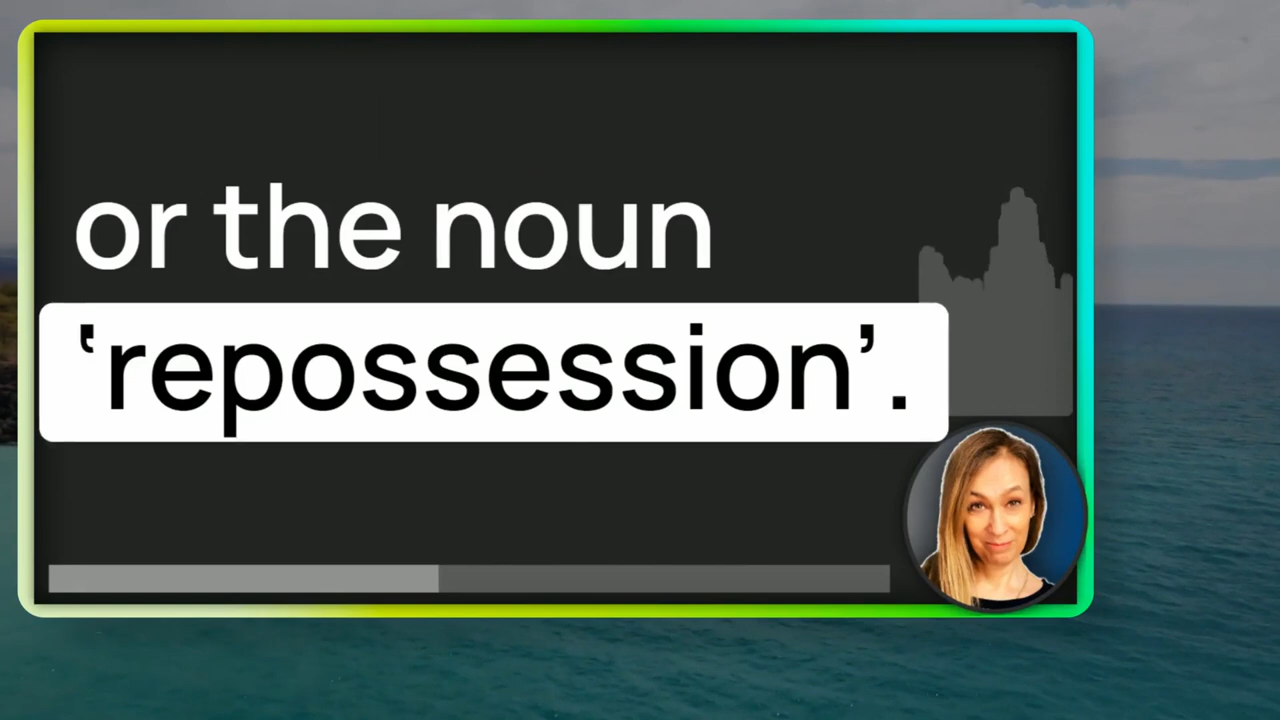 or the noun
‛repossession’.